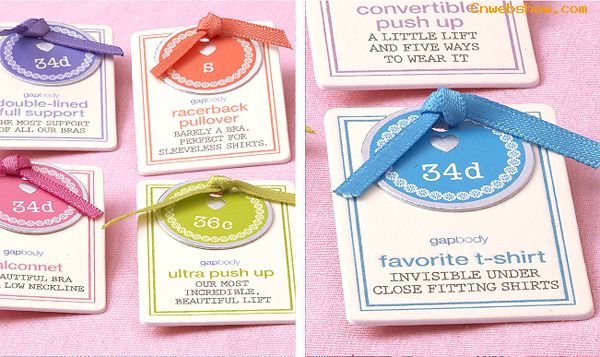 34d
double-lined
full support
THE MOST SUPPORT
OF ALL OUR BRAS
S
gapbody
racerback
pullover
BARELY A BRA.
PERFECT FOR
SLEEVELESS SHIRTS.
34d
gapbody
BEAUTIFUL BRA
LOW NECKLINE
36c
gapbody
ultra push up
OUR MOST
INCREDIBLE,
BEAUTIFUL LIFT
Cnwebshow.com
convertible
push up
A LITTLE LIFT
AND FIVE WAYS
TO WEAR IT
34d
gapbody
favorite t-shirt
INVISIBLE UNDER
CLOSE FITTING SHIRTS